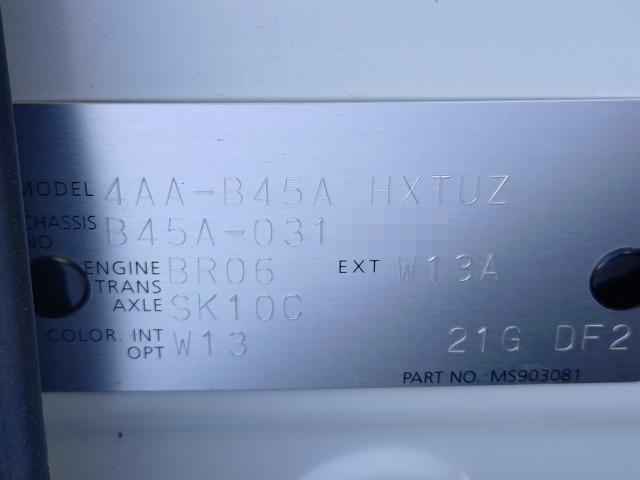 MODEL 4AA-B45A HXTUZ
CHASSIS NO. B45A-031
ENGINE BR06 EXT W13A
TRANS
AXLE SK10C
COLOR. INT W13 21G DF2
OPT
PART NO.: MS903081